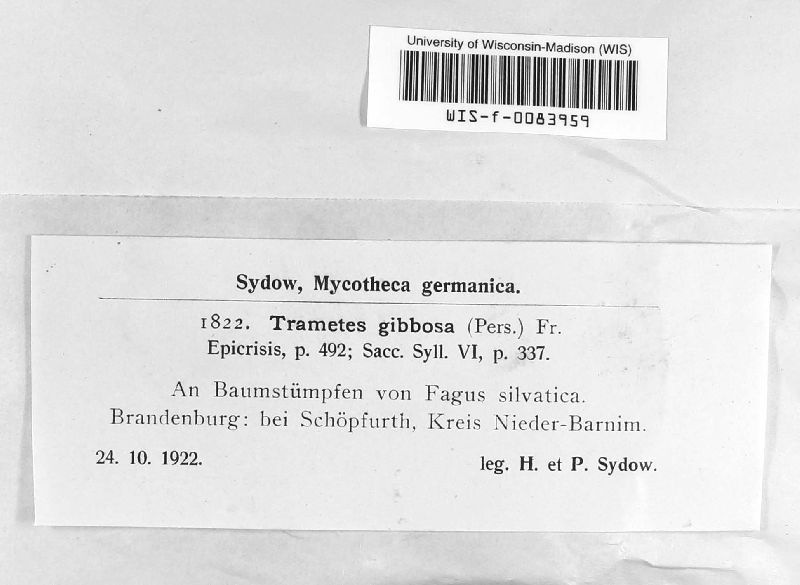 University of Wisconsin-Madison (WIS)
WIS-f-0083959
Sydow, Mycotheca germanica.
1822. Trametes gibbosa (Pers.) Fr.
Epicrisis, p. 492; Sacc. Syll. VI, p. 337.
An Baumstümpfen von Fagus silvatica.
Brandenburg: bei Schöpfurth, Kreis Nieder-Barnim.
24. 10. 1922. leg. H. et P. Sydow.